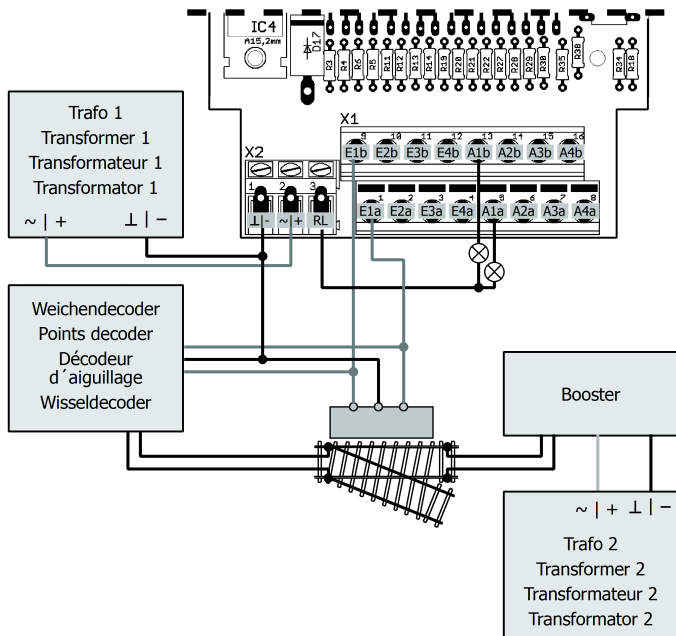 IC4
A15,2mm
D17
R3 R4 R6 R5 R11 R12 R13 R14 R19 R20 R21 R22 R27 R28 R29 R30 R35 R38 R34 R18
X1
9 10 11 12 13 14 15 16
E1b E2b E3b E4b A1b A2b A3b A4b
X2
1 2 3
⊥|- ~|+ RL
1 2 3 4 5 6 7 8
E1a E2a E3a E4a A1a A2a A3a A4a
Trafo 1
Transformer 1
Transformateur 1
Transformator 1
~ | + ⊥ | −
Weichendecoder
Points decoder
Décodeur
d´aiguillage
Wisseldecoder
Booster
~ | + ⊥ | −
Trafo 2
Transformer 2
Transformateur 2
Transformator 2